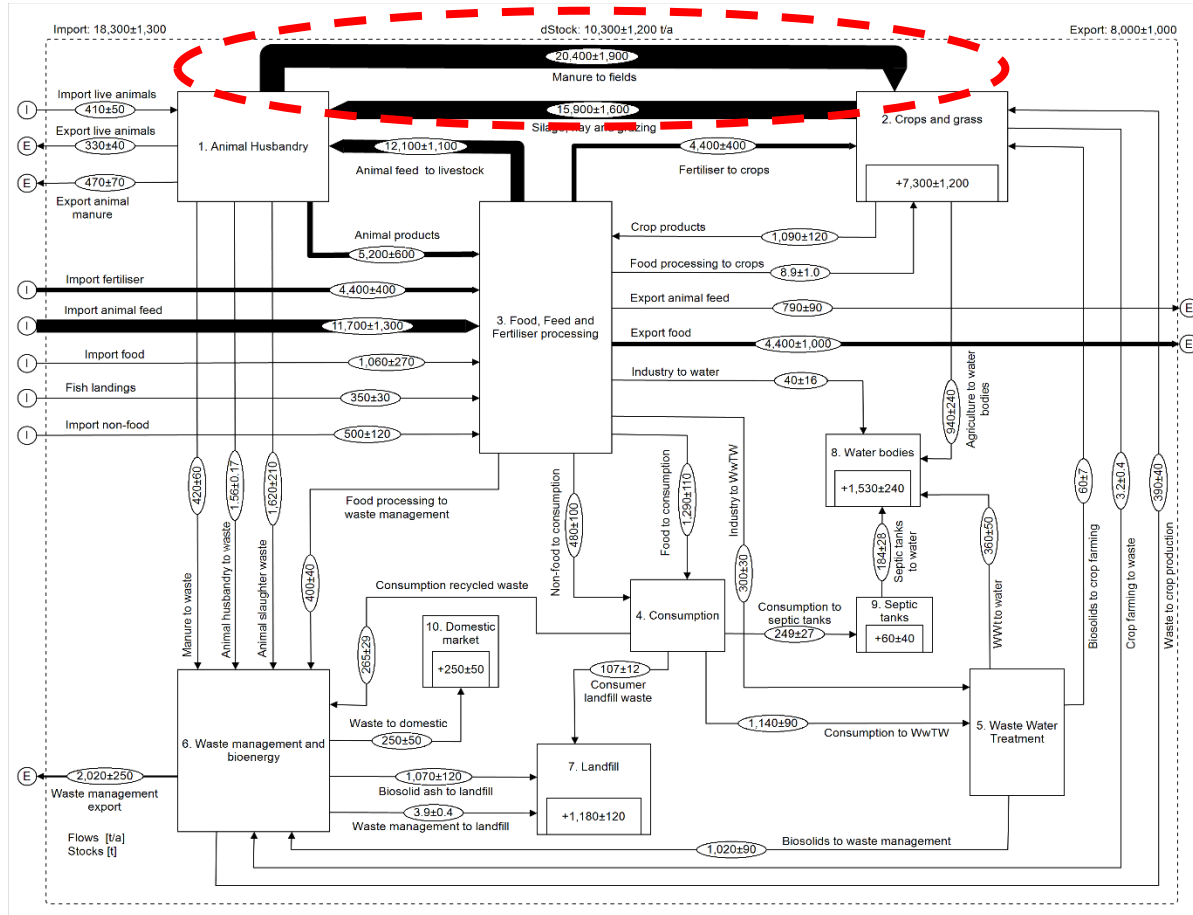 Import: 18,300±1,300
dStock: 10,300±1,200 t/a
Export: 8,000±1,000
20,400±1,900
Manure to fields
Import live animals
I
410±50
15,900±1,600
Silage, hay and grazing
Export live animals
E
330±40
1. Animal Husbandry
12,100±1,100
Animal feed to livestock
4,400±400
Fertiliser to crops
2. Crops and grass
+7,300±1,200
E
470±70
Export animal
manure
Animal products
5,200±600
Crop products
1,090±120
Food processing to crops
8.9±1.0
Import fertiliser
I
4,400±400
Export animal feed
790±90
E
Import animal feed
I
11,700±1,300
3. Food, Feed and
Fertiliser processing
Export food
4,400±1,000
E
Import food
I
1,060±270
Industry to water
40±16
Fish landings
I
350±30
Import non-food
I
500±120
940±240
Agriculture to water
bodies
8. Water bodies
+1,530±240
420±60
Manure to waste
1.56±0.17
Animal husbandry to waste
1,620±210
Animal slaughter waste
Food processing to
waste management
400±40
Non-food to consumption
480±100
Food to consumption
1,290±110
Industry to WwTW
300±30
184±28
Septic tanks
to water
360±50
WWt to water
60±7
Biosolids to crop farming
3.2±0.4
Crop farming to waste
390±40
Waste to crop production
Consumption recycled waste
265±29
4. Consumption
Consumption to
septic tanks
249±27
9. Septic
tanks
+60±40
10. Domestic
market
+250±50
107±12
Consumer
landfill waste
Waste to domestic
250±50
1,140±90
Consumption to WwTW
5. Waste Water
Treatment
6. Waste management and
bioenergy
7. Landfill
+1,180±120
E
2,020±250
Waste management
export
1,070±120
Biosolid ash to landfill
3.9±0.4
Waste management to landfill
Biosolids to waste management
1,020±90
Flows [t/a]
Stocks [t]